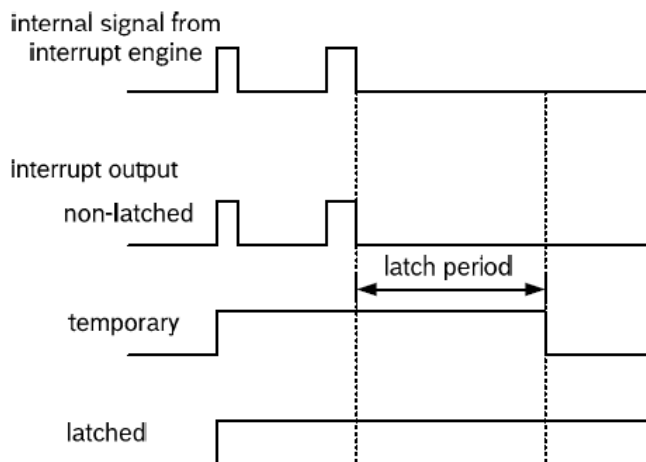 internal signal from
interrupt engine
interrupt output
non-latched
latch period
temporary
latched